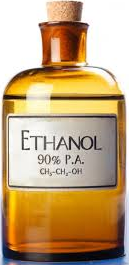 ETHANOL
90% P.A.
CH₃-CH₂-OH